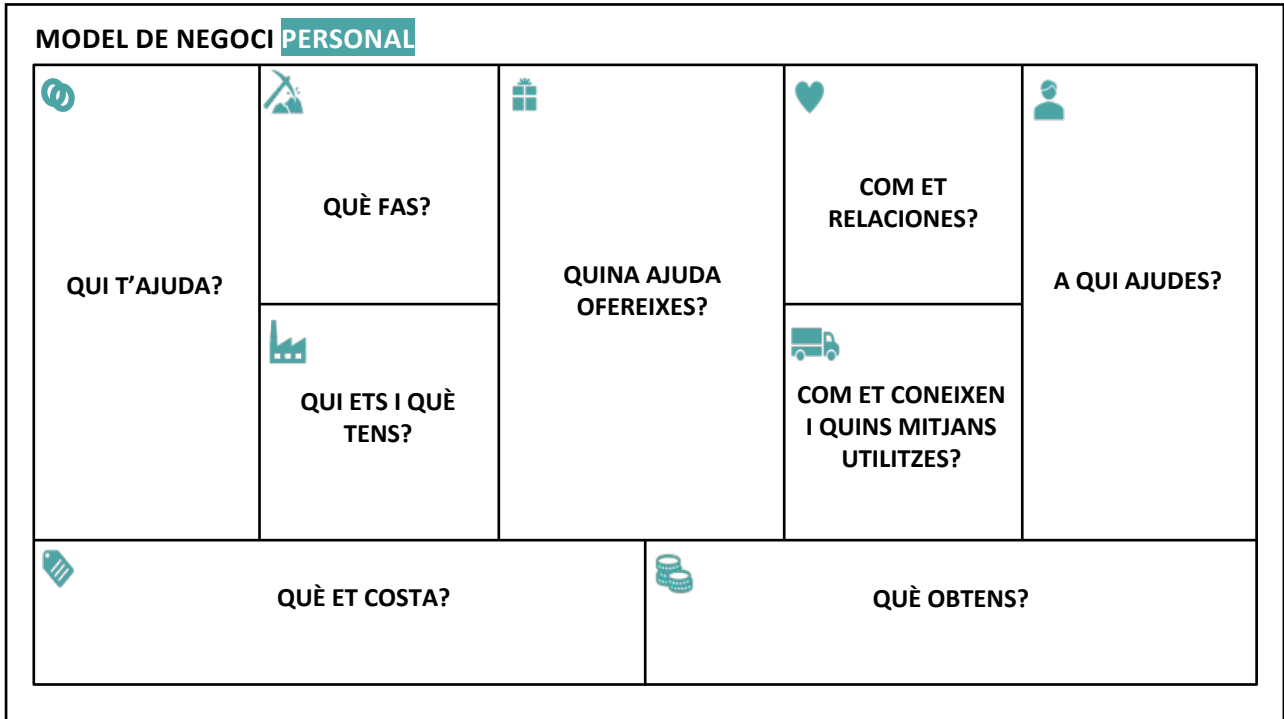 MODEL DE NEGOCI PERSONAL
QUI T’AJUDA?
QUÈ FAS?
QUI ETS I QUÈ
TENS?
QUINA AJUDA
OFEREIXES?
COM ET
RELACIONES?
COM ET CONEIXEN
I QUINS MITJANS
UTILITZES?
A QUI AJUDES?
QUÈ ET COSTA?
QUÈ OBTENS?